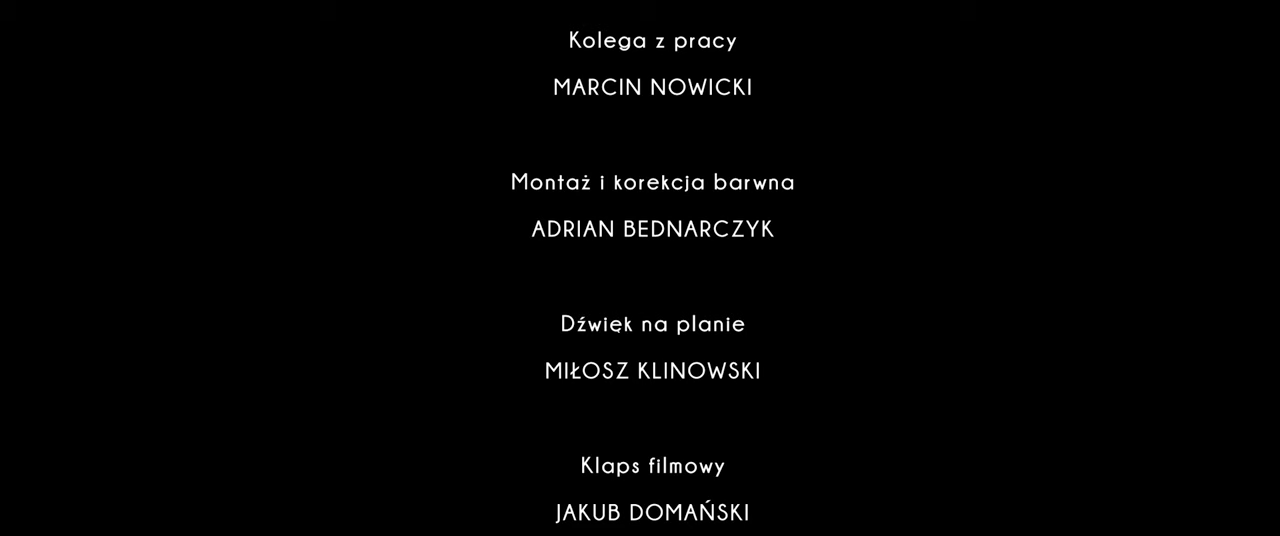 Kolega z pracy
MARCIN NOWICKI
Montaż i korekcja barwna
ADRIAN BEDNARCZYK
Dźwięk na planie
MIŁOSZ KLINOWSKI
Klaps filmowy
JAKUB DOMAŃSKI